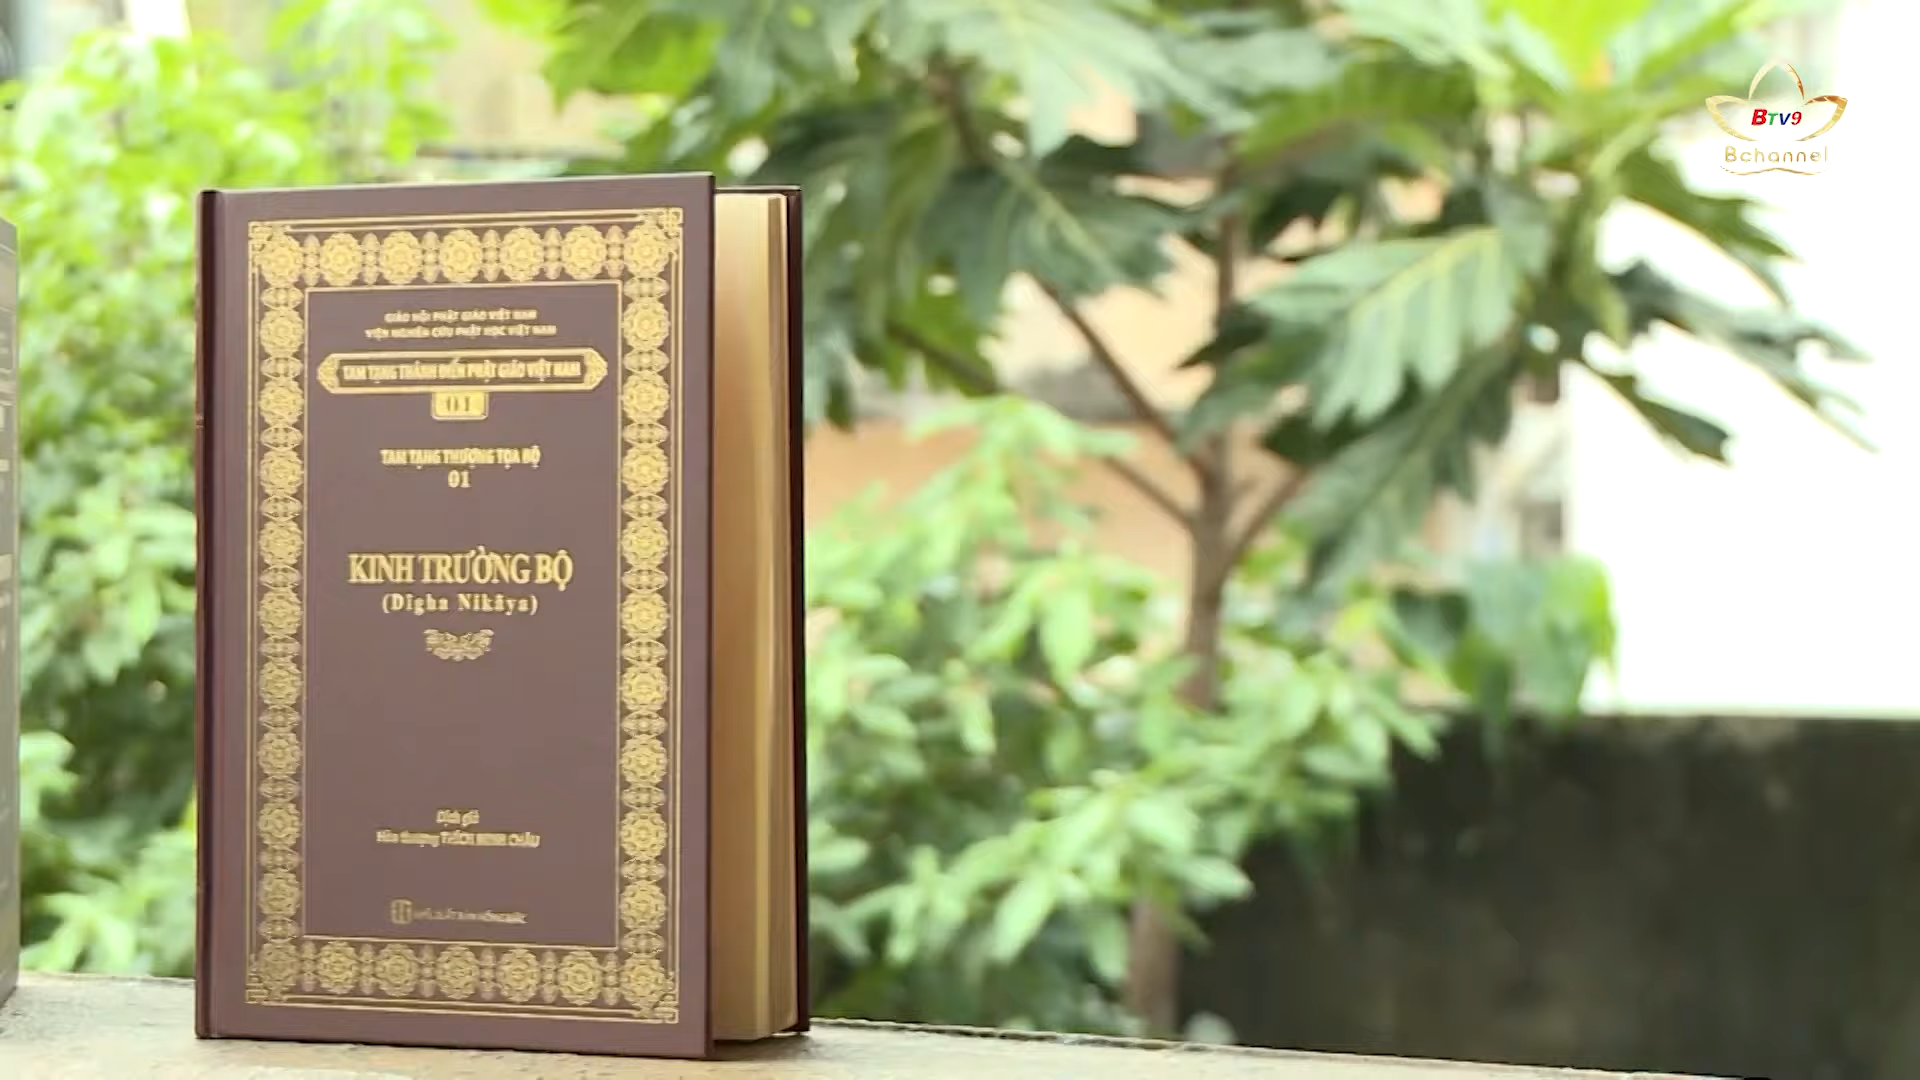 GIÁO HỘI PHẬT GIÁO VIỆT NAM
VIỆN NGHIÊN CỨU PHẬT HỌC VIỆT NAM
TAM TẠNG THÁNH ĐIỂN PHẬT GIÁO VIỆT NAM
01
TAM TẠNG THƯỢNG TỌA BỘ
01
KINH TRƯỜNG BỘ
(Dīgha Nikāya)
Dịch giả
Hòa thượng THÍCH MINH CHÂU
BTV9
Bchannel